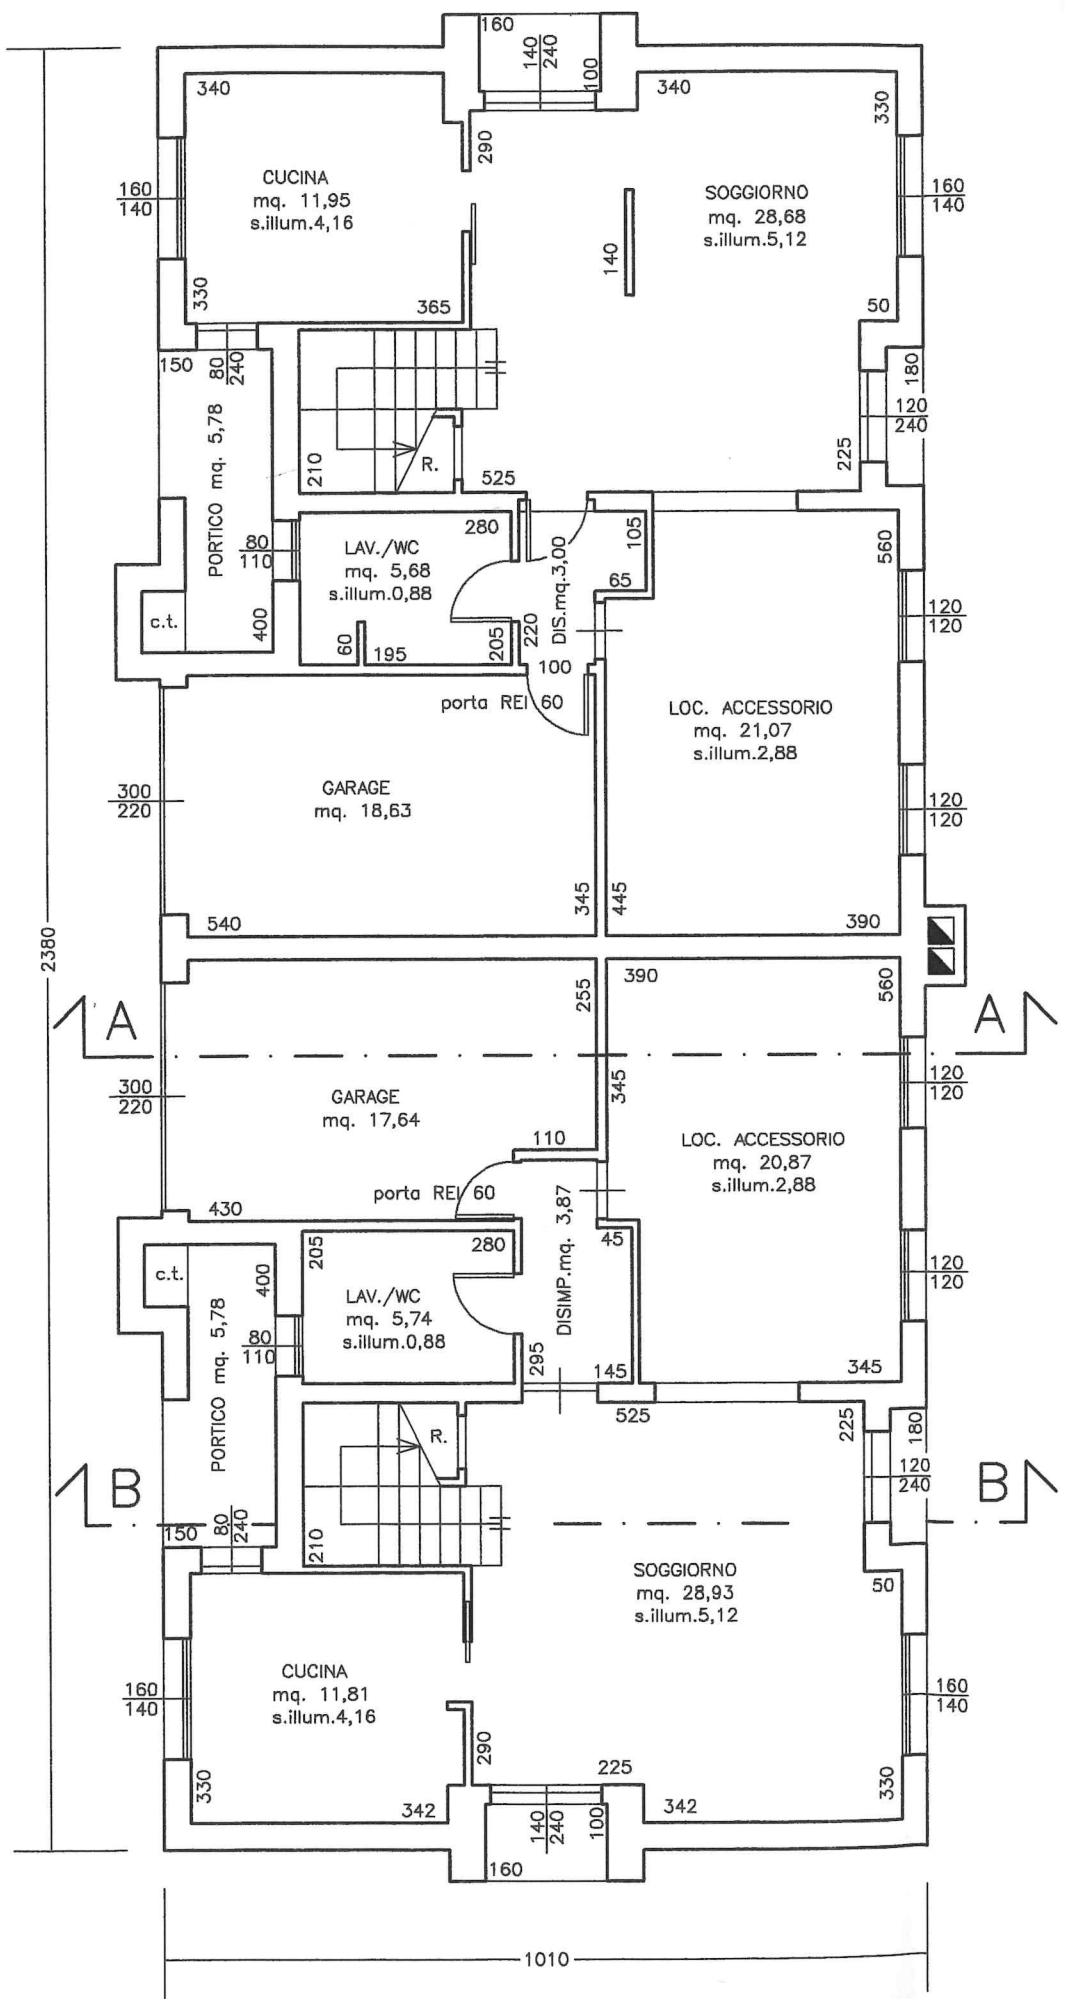 160
140
240
100
340
340
330
290
CUCINA
mq. 11,95
s.illum.4,16
SOGGIORNO
mq. 28,68
s.illum.5,12
160
140
160
140
140
330
365
50
150
80
240
180
120
240
PORTICO mq. 5,78
210
R.
525
225
280
105
560
80
110
LAV./WC
mq. 5,68
s.illum.0,88
DIS.mq.3,00
65
120
120
c.t.
400
60
195
205
220
100
porta REI 60
LOC. ACCESSORIO
mq. 21,07
s.illum.2,88
GARAGE
mq. 18,63
300
220
120
120
345
445
540
390
2380
390
255
560
A
A
300
220
GARAGE
mq. 17,64
345
120
120
110
LOC. ACCESSORIO
mq. 20,87
s.illum.2,88
porta REI 60
430
DISIMP.mq. 3,87
205
280
45
c.t.
400
LAV./WC
mq. 5,74
s.illum.0,88
120
120
PORTICO mq. 5,78
80
110
295
145
345
525
225
180
R.
B
120
240
B
150
80
240
210
SOGGIORNO
mq. 28,93
s.illum.5,12
50
CUCINA
mq. 11,81
s.illum.4,16
160
140
160
140
290
225
330
330
342
140
240
100
342
160
1010